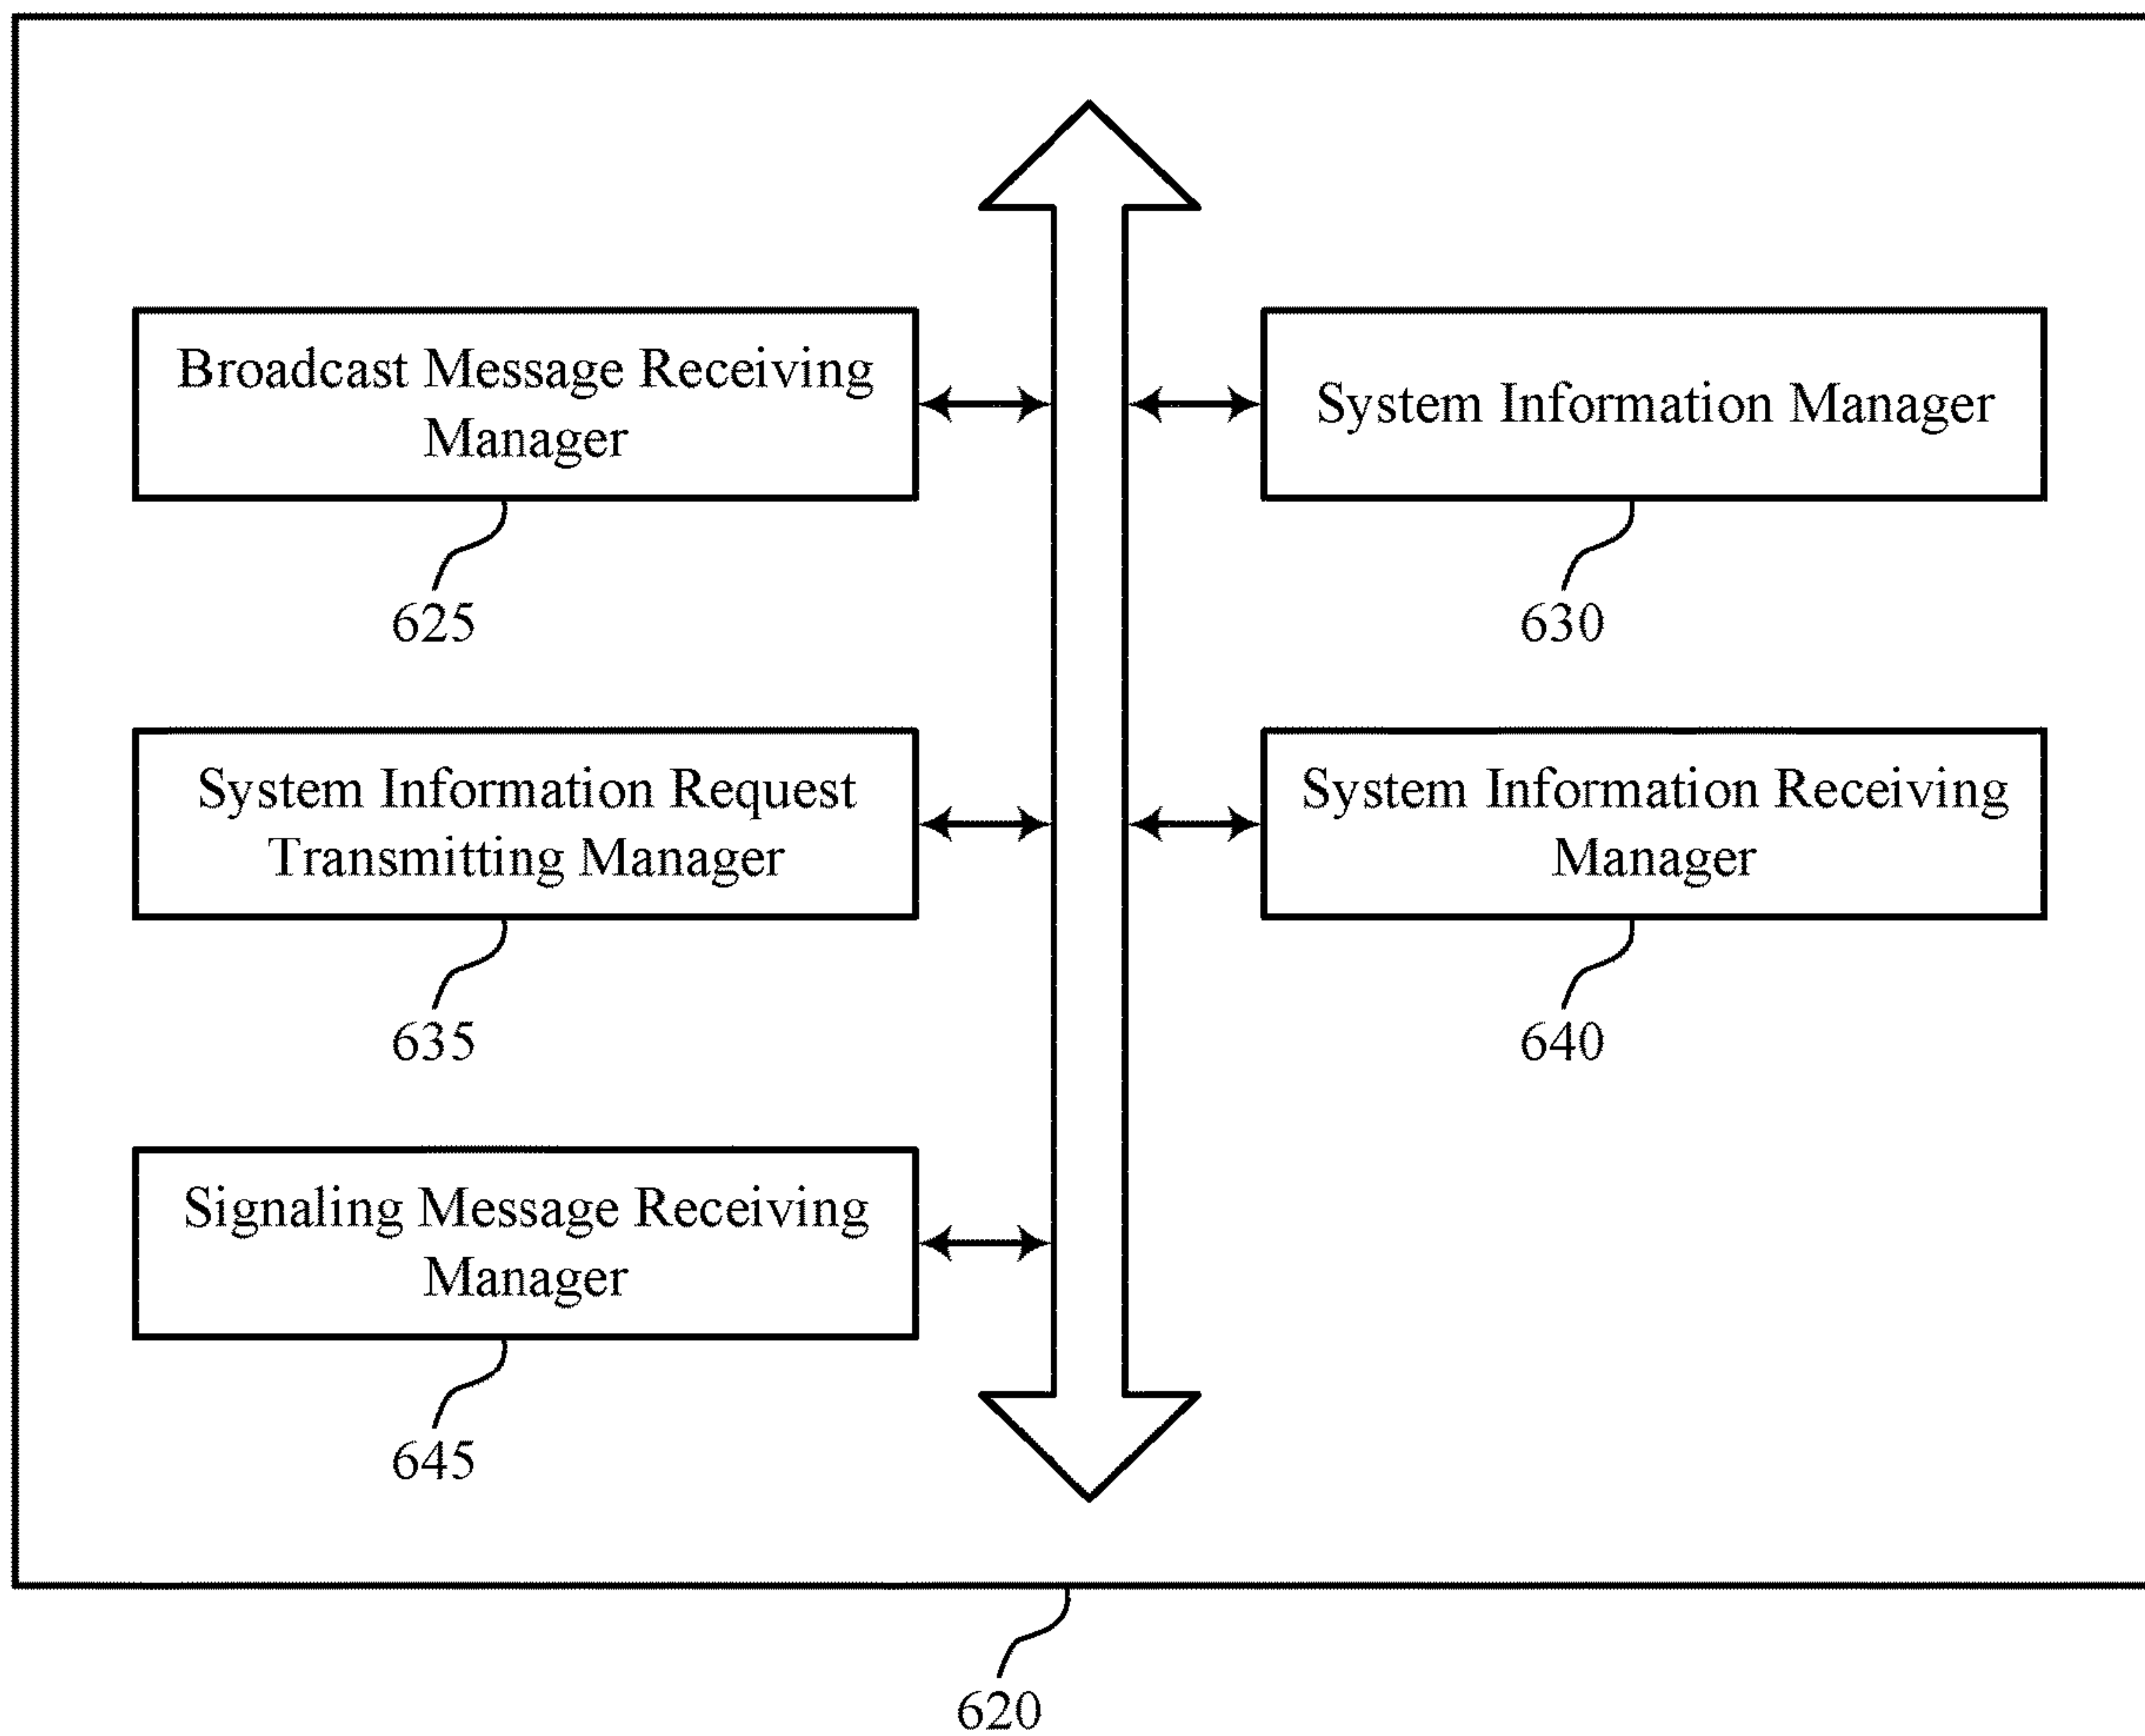 Broadcast Message Receiving
Manager
625
System Information Manager
630
System Information Request
Transmitting Manager
635
System Information Receiving
Manager
640
Signaling Message Receiving
Manager
645
620